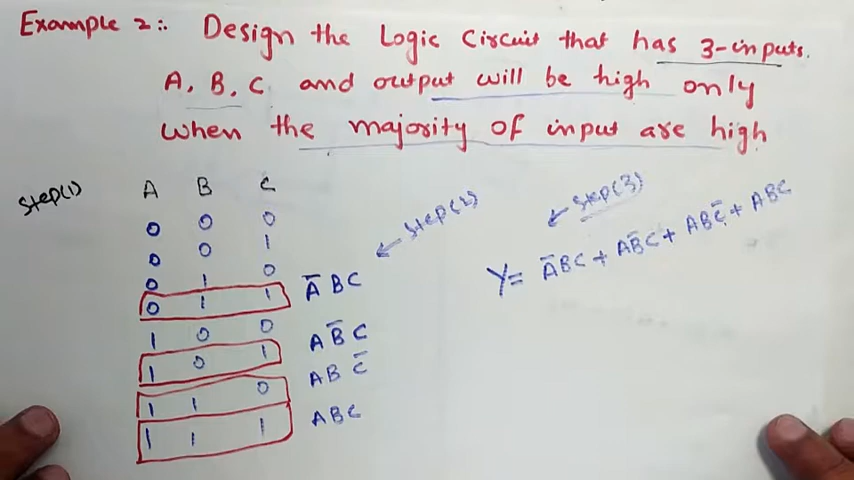 Example 2:. Design the Logic Circuit that has 3-inputs.
A, B, C and output will be high only
when the majority of input are high
Step(1) A B C
0 0 0
0 0 1
0 1 0
0 1 1 A̅BC
1 0 0
1 0 1 AB̅C
1 1 0 ABC̅
1 1 1 ABC
← Step(2)
← Step(3)
Y= A̅BC + AB̅C + ABC̅ + ABC